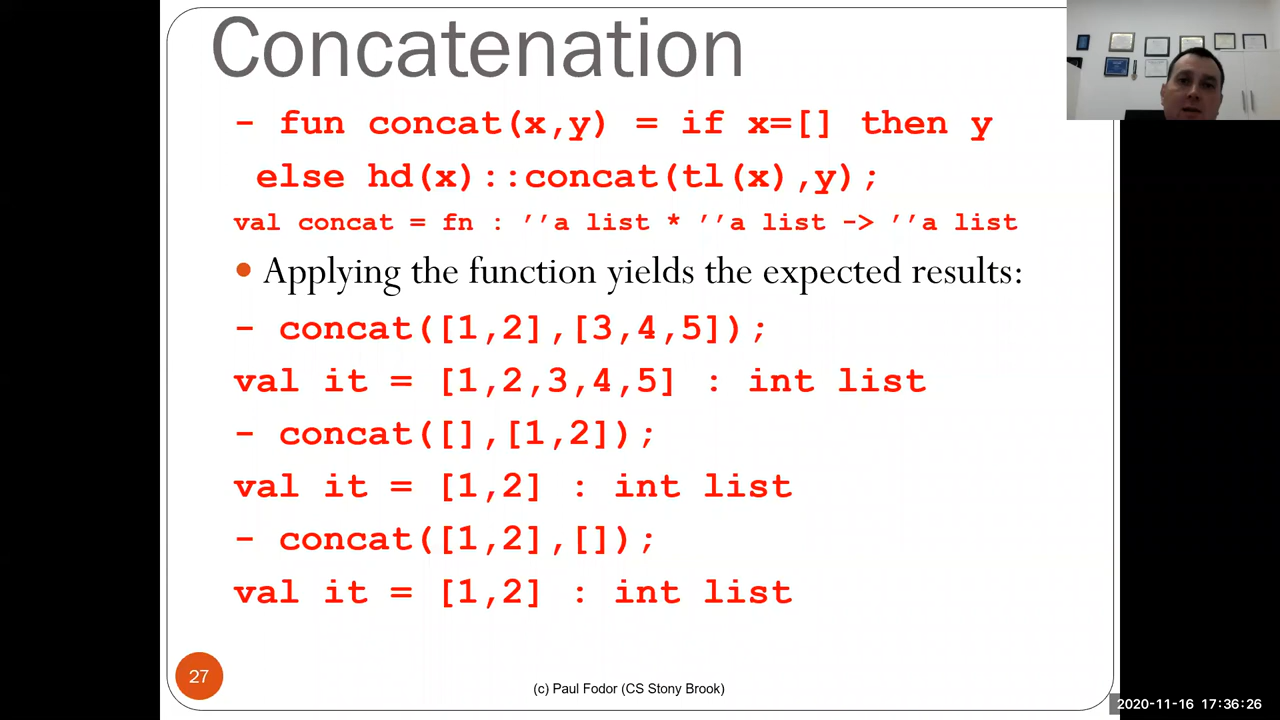 Concatenation
- fun concat(x,y) = if x=[] then y
else hd(x)::concat(tl(x),y);
val concat = fn : ’’a list * ’’a list -> ’’a list
• Applying the function yields the expected results:
- concat([1,2],[3,4,5]);
val it = [1,2,3,4,5] : int list
- concat([],[1,2]);
val it = [1,2] : int list
- concat([1,2],[]);
val it = [1,2] : int list
27
(c) Paul Fodor (CS Stony Brook)
2020-11-16 17:36:26